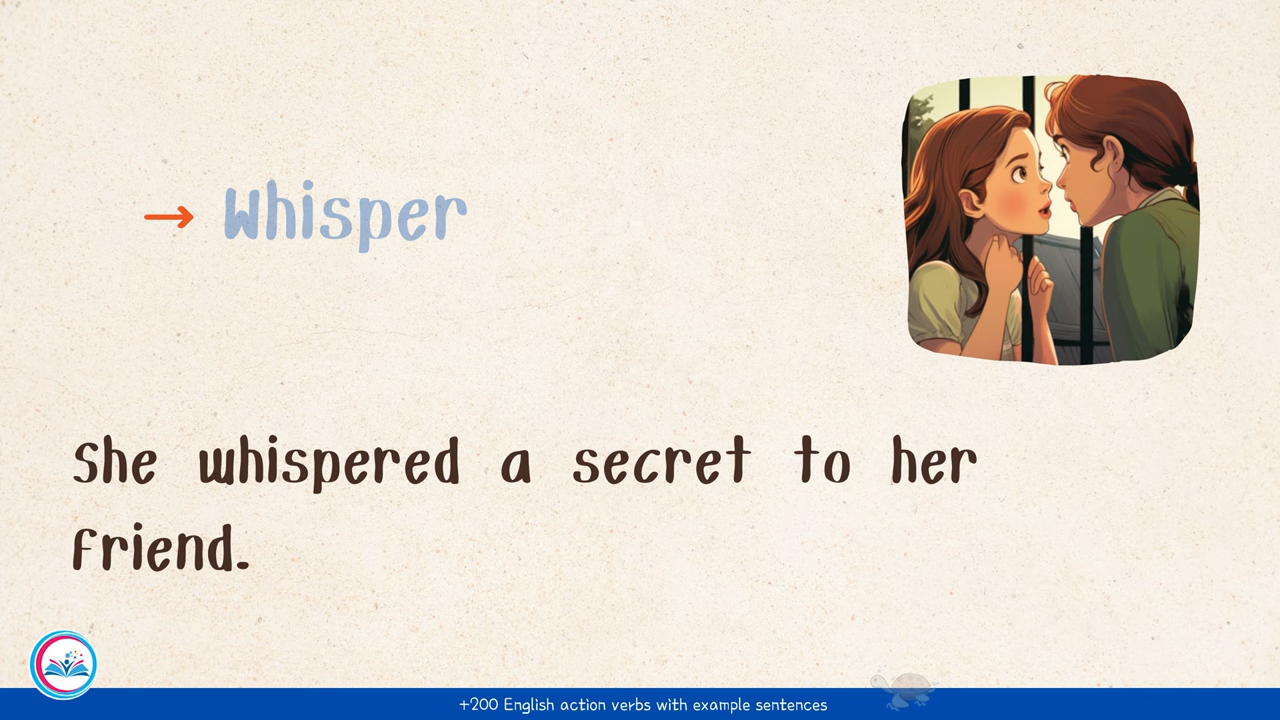 → Whisper
She whispered a secret to her
friend.
+200 English action verbs with example sentences